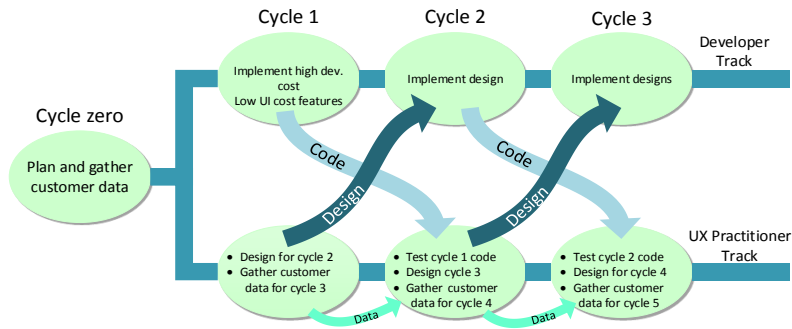 Cycle 1
Cycle 2
Cycle 3
Developer
Track
Implement high dev.
cost
Low UI cost features
Implement design
Implement designs
Cycle zero
Plan and gather
customer data
Code
Design
Code
Design
UX Practitioner
Track
• Design for cycle 2
• Gather customer
data for cycle 3
• Test cycle 1 code
• Design cycle 3
• Gather customer
data for cycle 4
• Test cycle 2 code
• Design for cycle 4
• Gather customer
data for cycle 5
Data
Data